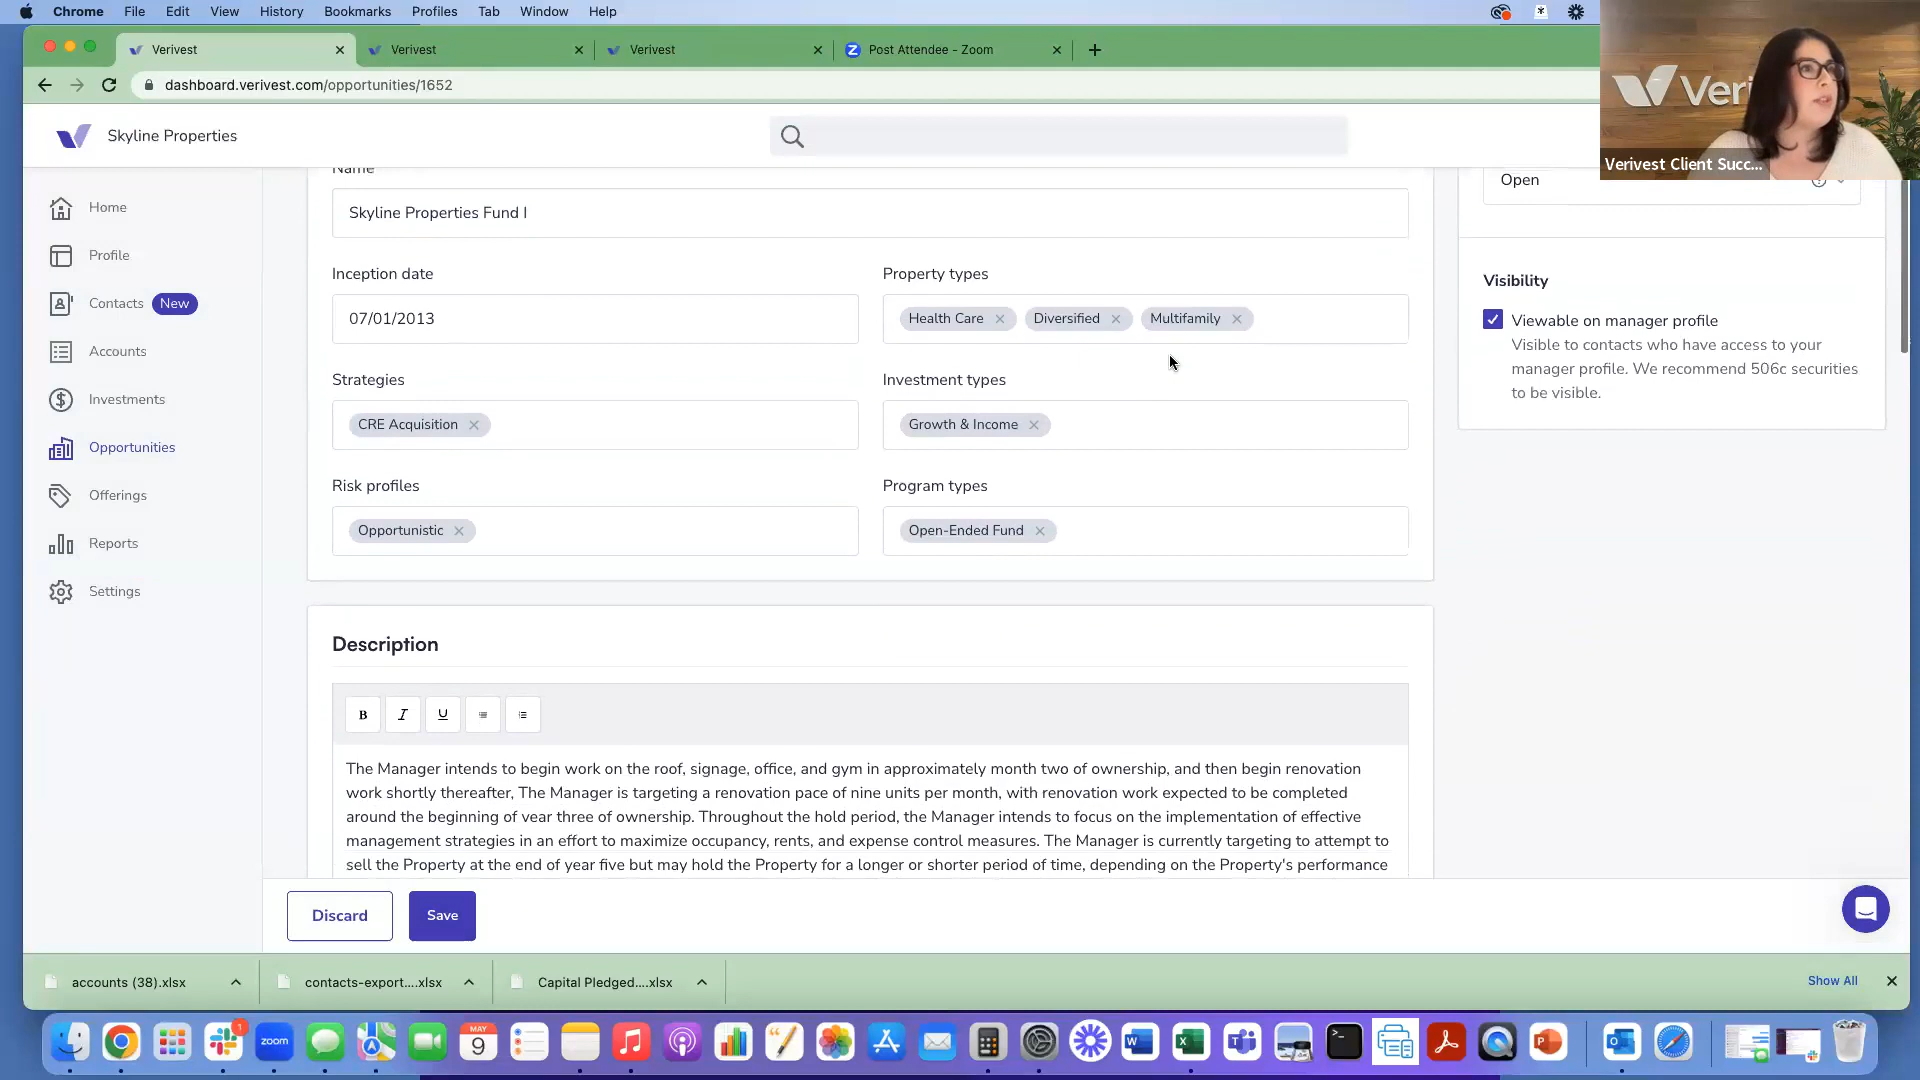 Chrome File Edit View History Bookmarks Profiles Tab Window Help
Verivest
Verivest
Verivest
Post Attendee - Zoom
dashboard.verivest.com/opportunities/1652
Skyline Properties
Veri
Verivest Client Succ...
Home
Profile
Contacts New
Accounts
Investments
Opportunities
Offerings
Reports
Settings
Name
Skyline Properties Fund I
Inception date
07/01/2013
Property types
Health Care
Diversified
Multifamily
Strategies
CRE Acquisition
Investment types
Growth & Income
Risk profiles
Opportunistic
Program types
Open-Ended Fund
Open
Visibility
Viewable on manager profile
Visible to contacts who have access to your
manager profile. We recommend 506c securities
to be visible.
Description
B I U
The Manager intends to begin work on the roof, signage, office, and gym in approximately month two of ownership, and then begin renovation
work shortly thereafter, The Manager is targeting a renovation pace of nine units per month, with renovation work expected to be completed
around the beginning of year three of ownership. Throughout the hold period, the Manager intends to focus on the implementation of effective
management strategies in an effort to maximize occupancy, rents, and expense control measures. The Manager is currently targeting to attempt to
sell the Property at the end of year five but may hold the Property for a longer or shorter period of time, depending on the Property's performance
Discard
Save
accounts (38).xlsx
contacts-export....xlsx
Capital Pledged....xlsx
Show All
1
zoom
MAY
9